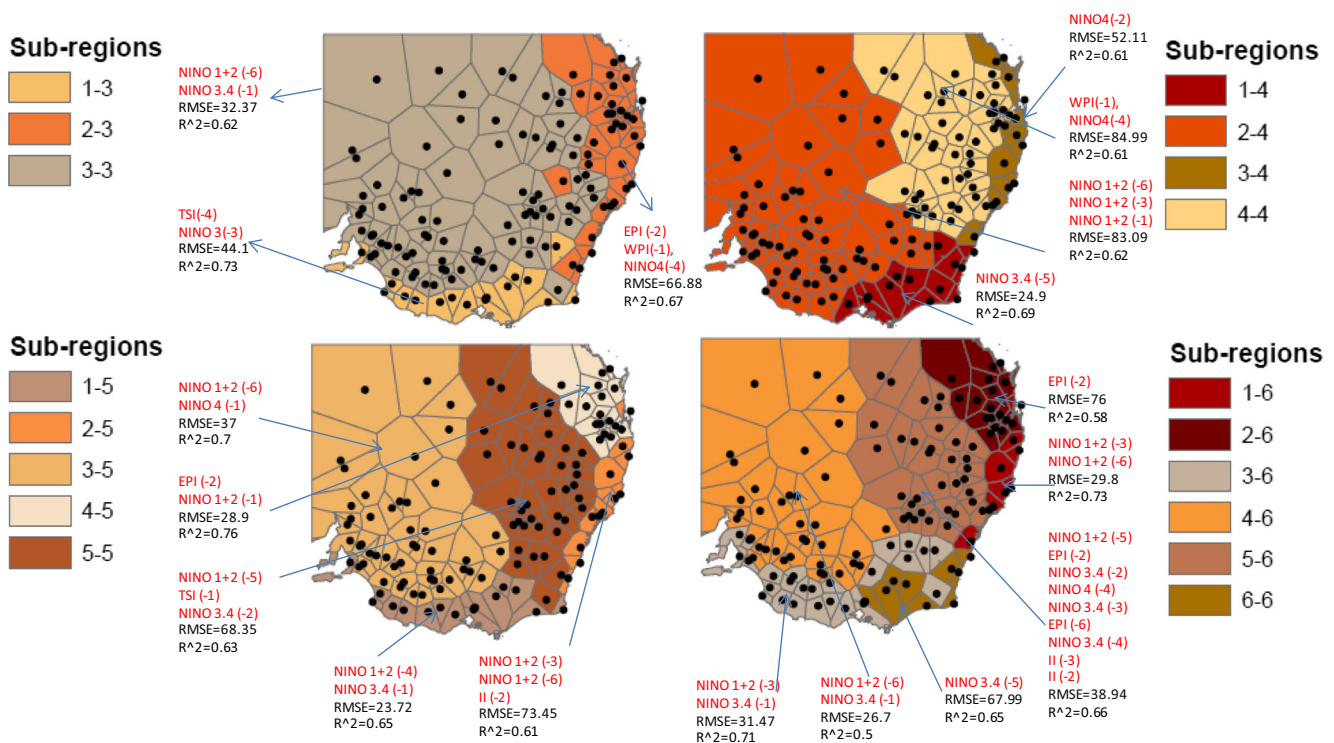 Sub-regions
1-3
2-3
3-3
NINO 1+2 (-6)
NINO 3.4 (-1)
RMSE=32.37
R^2=0.62
TSI(-4)
NINO 3(-3)
RMSE=44.1
R^2=0.73
EPI (-2)
WPI(-1),
NINO4(-4)
RMSE=66.88
R^2=0.67
NINO4(-2)
RMSE=52.11
R^2=0.61
WPI(-1),
NINO4(-4)
RMSE=84.99
R^2=0.61
NINO 1+2 (-6)
NINO 1+2 (-3)
NINO 1+2 (-1)
RMSE=83.09
R^2=0.62
NINO 3.4 (-5)
RMSE=24.9
R^2=0.69
Sub-regions
1-4
2-4
3-4
4-4
Sub-regions
1-5
2-5
3-5
4-5
5-5
NINO 1+2 (-6)
NINO 4 (-1)
RMSE=37
R^2=0.7
EPI (-2)
NINO 1+2 (-1)
RMSE=28.9
R^2=0.76
NINO 1+2 (-5)
TSI (-1)
NINO 3.4 (-2)
RMSE=68.35
R^2=0.63
NINO 1+2 (-4)
NINO 3.4 (-1)
RMSE=23.72
R^2=0.65
NINO 1+2 (-3)
NINO 1+2 (-6)
II (-2)
RMSE=73.45
R^2=0.61
Sub-regions
1-6
2-6
3-6
4-6
5-6
6-6
EPI (-2)
RMSE=76
R^2=0.58
NINO 1+2 (-3)
NINO 1+2 (-6)
RMSE=29.8
R^2=0.73
NINO 1+2 (-5)
EPI (-2)
NINO 3.4 (-2)
NINO 4 (-4)
NINO 3.4 (-3)
EPI (-6)
NINO 3.4 (-4)
II (-3)
II (-2)
RMSE=38.94
R^2=0.66
NINO 1+2 (-3)
NINO 3.4 (-1)
RMSE=31.47
R^2=0.71
NINO 1+2 (-6)
NINO 3.4 (-1)
RMSE=26.7
R^2=0.5
NINO 3.4 (-5)
RMSE=67.99
R^2=0.65